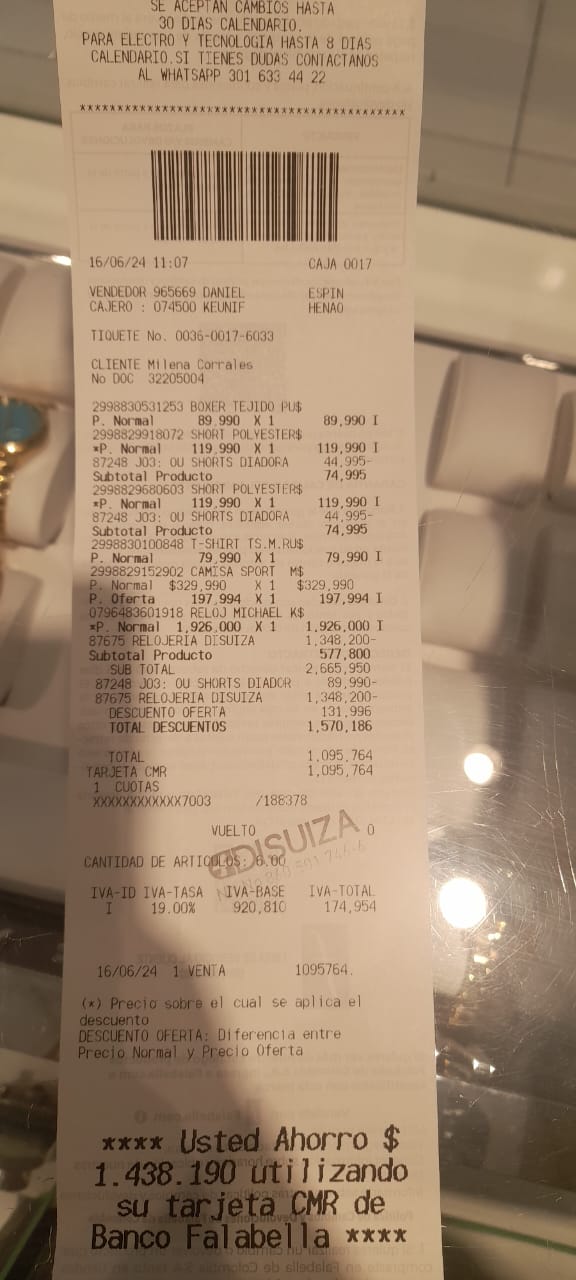 SE ACEPTAN CAMBIOS HASTA
30 DIAS CALENDARIO.
PARA ELECTRO Y TECNOLOGIA HASTA 8 DIAS
CALENDARIO.SI TIENES DUDAS CONTACTANOS
AL WHATSAPP 301 633 44 22
****************************************
16/06/24 11:07 CAJA 0017
VENDEDOR 965669 DANIEL ESPIN
CAJERO : 074500 KEUNIF HENAO
TIQUETE No. 0036-0017-6033
CLIENTE Milena Corrales
No DOC 32205004
2998830531253 BOXER TEJIDO PU$
P. Normal 89,990 X 1 89,990 I
2998829918072 SHORT POLYESTER$
*P. Normal 119,990 X 1 119,990 I
87248 J03: OU SHORTS DIADORA 44,995-
Subtotal Producto 74,995
2998829680603 SHORT POLYESTER$
*P. Normal 119,990 X 1 119,990 I
87248 J03: OU SHORTS DIADORA 44,995-
Subtotal Producto 74,995
2998830100848 T-SHIRT TS.M.RU$
P. Normal 79,990 X 1 79,990 I
2998829152902 CAMISA SPORT M$
P. Normal $329,990 X 1 $329,990
P. Oferta 197,994 X 1 197,994 I
0796483601918 RELOJ MICHAEL K$
*P. Normal 1,926,000 X 1 1,926,000 I
87675 RELOJERIA DISUIZA 1,348,200-
Subtotal Producto 577,800
SUB TOTAL 2,665,950
87248 J03: OU SHORTS DIADOR 89,990-
87675 RELOJERIA DISUIZA 1,348,200-
DESCUENTO OFERTA 131,996
TOTAL DESCUENTOS 1,570,186
TOTAL 1,095,764
TARJETA CMR 1,095,764
1 CUOTAS
XXXXXXXXXXXX7003 /188378
VUELTO 0
DISUIZA
CANTIDAD DE ARTICULOS: 6.00
IVA-ID IVA-TASA IVA-BASE IVA-TOTAL
I 19.00% 920,810 174,954
16/06/24 1 VENTA 1095764.
(*) Precio sobre el cual se aplica el
descuento
DESCUENTO OFERTA: Diferencia entre
Precio Normal y Precio Oferta
**** Usted Ahorro $
1.438.190 utilizando
su tarjeta CMR de
Banco Falabella ****